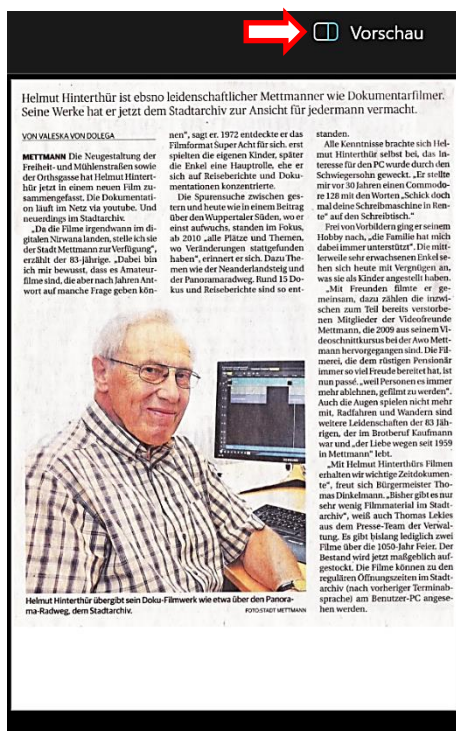 Vorschau
Helmut Hinterthür ist ebsno leidenschaftlicher Mettmanner wie Dokumentarfilmer.
Seine Werke hat er jetzt dem Stadtarchiv zur Ansicht für jedermann vermacht.
VON VALESKA VON DOLEGA
METTMANN Die Neugestaltung der
Freiheit- und Mühlenstraßen sowie
der Orthsgasse hat Helmut Hintert-
hür jetzt in einem neuen Film zu-
sammengefasst. Die Dokumentati-
on läuft im Netz via youtube. Und
neuerdings im Stadtarchiv.
„Da die Filme irgendwann im di-
gitalen Nirwana landen, stelle ich sie
der Stadt Mettmann zur Verfügung“,
erzählt der 83-jährige. „Dabei bin
ich mir bewusst, dass es Amateur-
filme sind, die aber nach Jahren Ant-
wort auf manche Frage geben kön-
nen“, sagt er. 1972 entdeckte er das
Filmformat Super Acht für sich. erst
spielten die eigenen Kinder, später
die Enkel eine Hauptrolle, ehe er
sich auf Reiseberichte und Doku-
mentationen konzentrierte.
Die Spurensuche zwischen ges-
tern und heute wie in einem Beitrag
über den Wuppertaler Süden, wo er
einst aufwuchs, standen im Fokus,
ab 2010 „alle Plätze und Themen,
wo Veränderungen stattgefunden
haben“, erinnert er sich. Dazu The-
men wie der Neanderlandsteig und
der Panoramaradweg. Rund 15 Do-
kus und Reiseberichte sind so ent-
standen.
Alle Kenntnisse brachte sich Hel-
mut Hinterthür selbst bei, das In-
teresse für den PC wurde durch den
Schwiegersohn geweckt. „Er stellte
mir vor 30 Jahren einen Commodo-
re 128 mit den Worten „Schick doch
mal deine Schreibmaschine in Ren-
te“ auf den Schreibtisch.“
Frei von Vorbildern ging er seinem
Hobby nach, „die Familie hat mich
dabei immer unterstützt“. Die mitt-
lerweile sehr erwachsenen Enkel se-
hen sich heute mit Vergnügen an,
was sie als Kinder angestellt haben.
„Mit Freunden filmte er ge-
meinsam, dazu zählen die inzwi-
schen zum Teil bereits verstorbe-
nen Mitglieder der Videofreunde
Mettmann, die 2009 aus seinem Vi-
deoschnittkursus bei der Awo Mett-
mann hervorgegangen sind. Die Fil-
merei, die dem rüstigen Pensionär
immer so viel Freude bereitet hat, ist
nun passé, „weil Personen es immer
mehr ablehnen, gefilmt zu werden“.
Auch die Augen spielen nicht mehr
mit, Radfahren und Wandern sind
weitere Leidenschaften der 83 Jäh-
rigen, der im Brotberuf Kaufmann
war und „der Liebe wegen seit 1959
in Mettmann“ lebt.
„Mit Helmut Hinterthürs Filmen
erhalten wir wichtige Zeitdokumen-
te“, freut sich Bürgermeister Tho-
mas Dinkelmann. „Bisher gibt es nur
sehr wenig Filmmaterial im Stadt-
archiv“, weiß auch Thomas Lekies
aus dem Presse-Team der Verwal-
tung. Es gibt bislang lediglich zwei
Filme über die 1050-Jahr Feier. Der
Bestand wird jetzt maßgeblich auf-
gestockt. Die Filme können zu den
regulären Öffnungszeiten im Stadt-
archiv (nach vorheriger Terminab-
sprache) am Benutzer-PC angese-
hen werden.
Helmut Hinterthür übergibt sein Doku-Filmwerk wie etwa über den Panora-
ma-Radweg, dem Stadtarchiv.
FOTO:STADT METTMANN